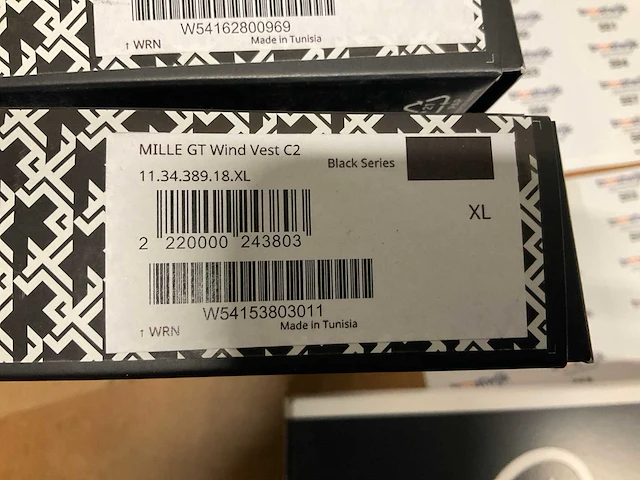 W54162800969
↑ WRN
Made in Tunisia
MILLE GT Wind Vest C2
Black Series
11.34.389.18.XL
XL
2 220000 243803
W54153803011
↑ WRN
Made in Tunisia